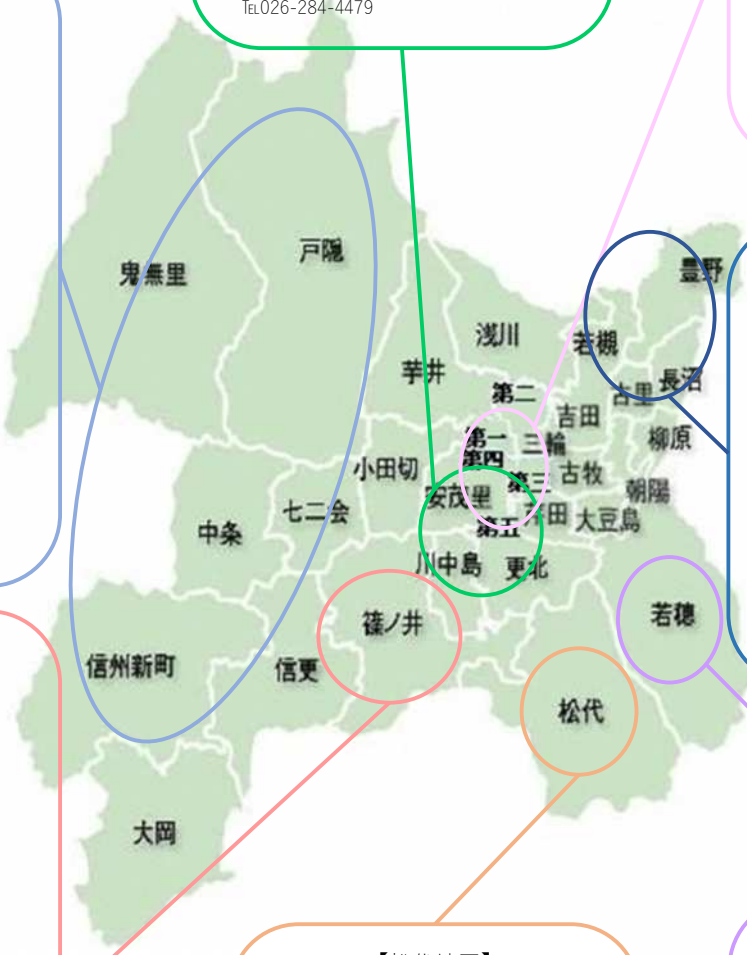 ℡026-284-4479
戸隠
鬼無里
豊野
浅川
若槻
芋井
長沼
第二
古里
吉田
第一
三輪
柳原
第四
小田切
古牧
第三
安茂里
朝陽
七二会
芹田
大豆島
中条
第五
川中島
更北
若穂
篠ノ井
信州新町
信更
松代
大岡